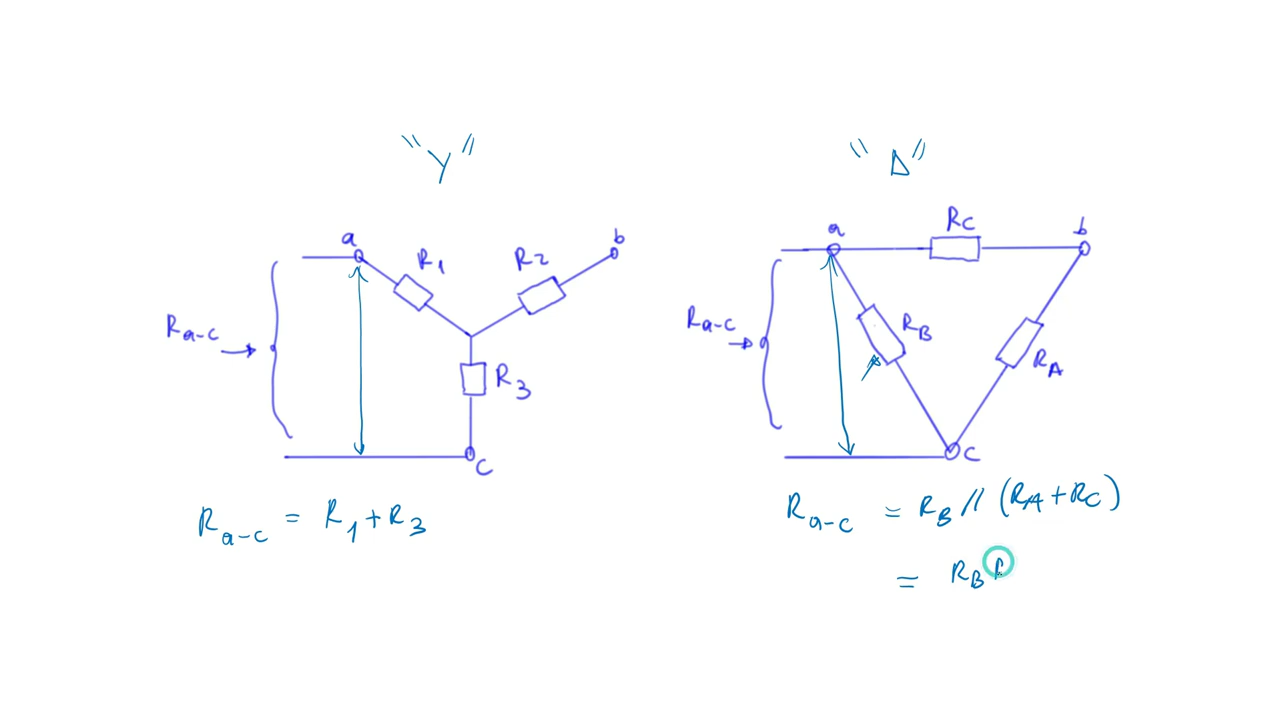 "Y"
"Δ"
a
R1
R2
b
Ra-c
R3
c
Ra-c = R1 + R3
a
RC
b
Ra-c
RB
RA
c
Ra-c = RB // (RA + RC)
= RB